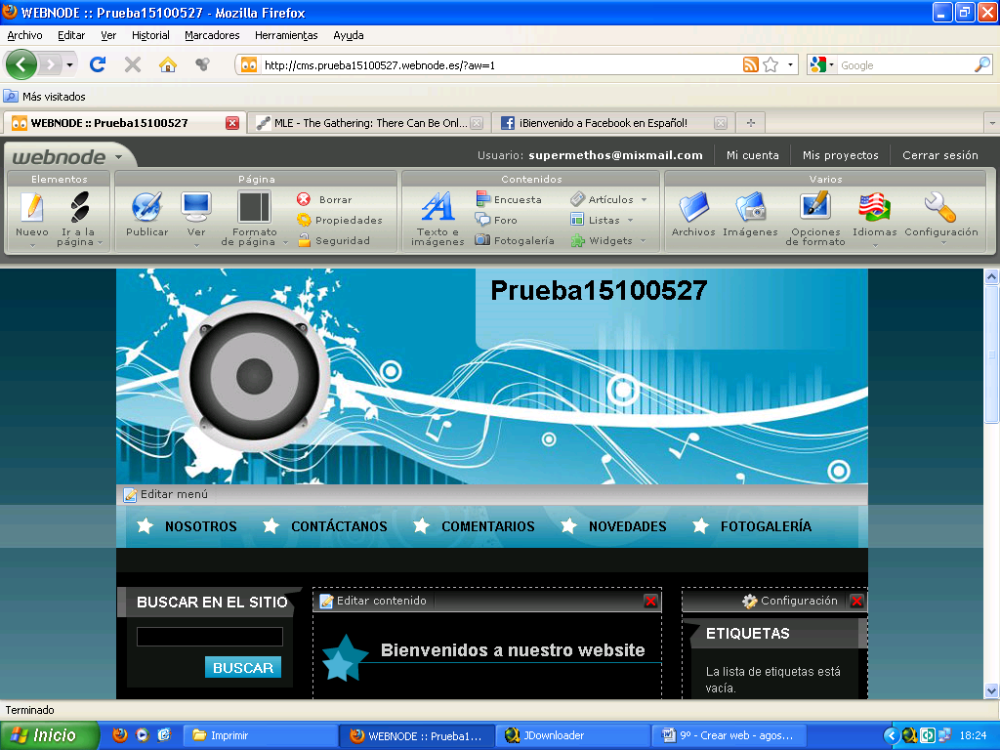 WEBNODE :: Prueba15100527 - Mozilla Firefox
Archivo Editar Ver Historial Marcadores Herramientas Ayuda
http://cms.prueba15100527.webnode.es/?aw=1
Google
Más visitados
WEBNODE :: Prueba15100527
MLE - The Gathering: There Can Be Onl...
¡Bienvenido a Facebook en Español!
webnode
Usuario: supermethos@mixmail.com Mi cuenta Mis proyectos Cerrar sesión
Elementos Página Contenidos Varios
Nuevo
Ir a la
página
Publicar
Ver
Formato
de página
Borrar
Propiedades
Seguridad
Texto e
imágenes
Encuesta
Foro
Fotogalería
Artículos
Listas
Widgets
Archivos
Imágenes
Opciones
de formato
Idiomas
Configuración
Prueba15100527
Editar menú
NOSOTROS CONTÁCTANOS COMENTARIOS NOVEDADES FOTOGALERÍA
BUSCAR EN EL SITIO
BUSCAR
Editar contenido
Bienvenidos a nuestro website
Configuración
ETIQUETAS
La lista de etiquetas está
vacía.
Terminado
Inicio
Imprimir
WEBNODE :: Prueba1...
JDownloader
9º - Crear web - agos...
18:24